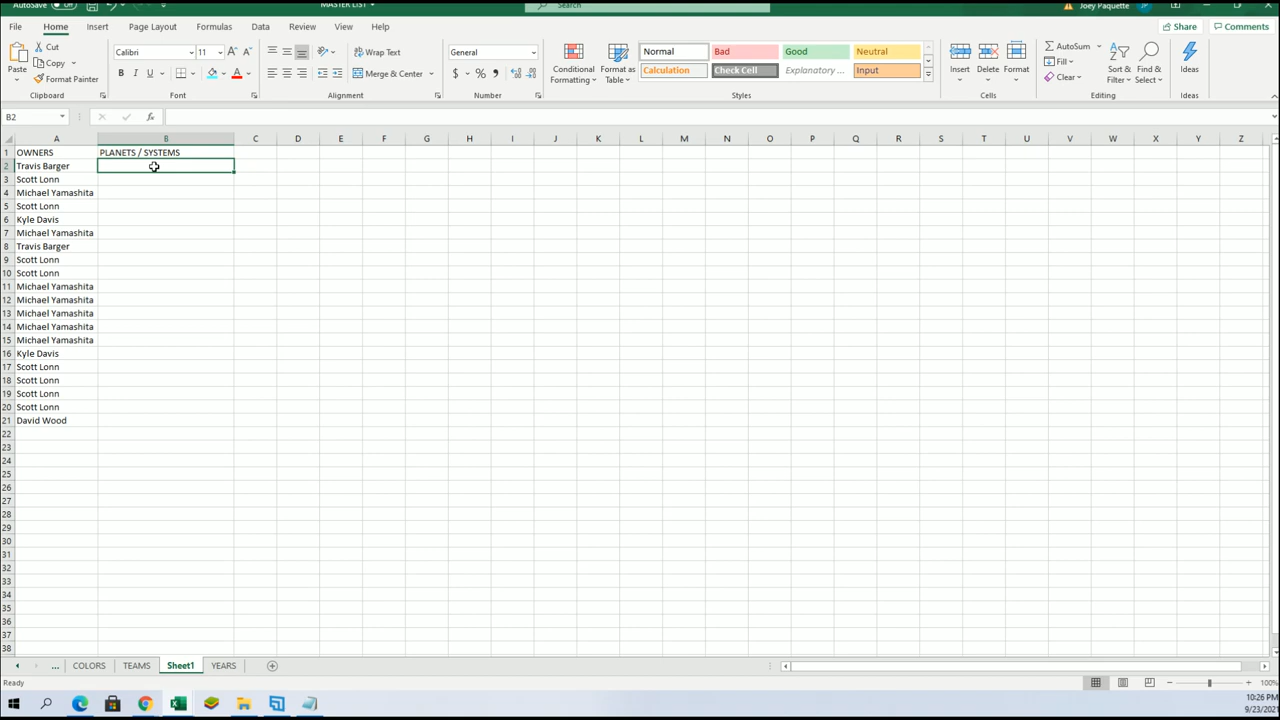 AutoSave Off MASTER LIST Search Joey Paquette JP
File Home Insert Page Layout Formulas Data Review View Help Share Comments
Paste Cut Copy Format Painter Clipboard
Calibri 11 A A B I U A Font
Wrap Text Merge & Center Alignment
General $ % , Number
Conditional Formatting Format as Table
Normal Bad Good Neutral
Calculation Check Cell Explanatory ... Input
Styles
Insert Delete Format Cells
AutoSum Fill Clear Sort & Filter Find & Select Editing
Ideas Ideas
B2 fx
A B C D E F G H I J K L M N O P Q R S T U V W X Y Z
1 OWNERS PLANETS / SYSTEMS
2 Travis Barger
3 Scott Lonn
4 Michael Yamashita
5 Scott Lonn
6 Kyle Davis
7 Michael Yamashita
8 Travis Barger
9 Scott Lonn
10 Scott Lonn
11 Michael Yamashita
12 Michael Yamashita
13 Michael Yamashita
14 Michael Yamashita
15 Michael Yamashita
16 Kyle Davis
17 Scott Lonn
18 Scott Lonn
19 Scott Lonn
20 Scott Lonn
21 David Wood
22
23
24
25
26
27
28
29
30
31
32
33
34
35
36
37
38
... COLORS TEAMS Sheet1 YEARS
Ready 100%
10:26 PM
9/23/2021